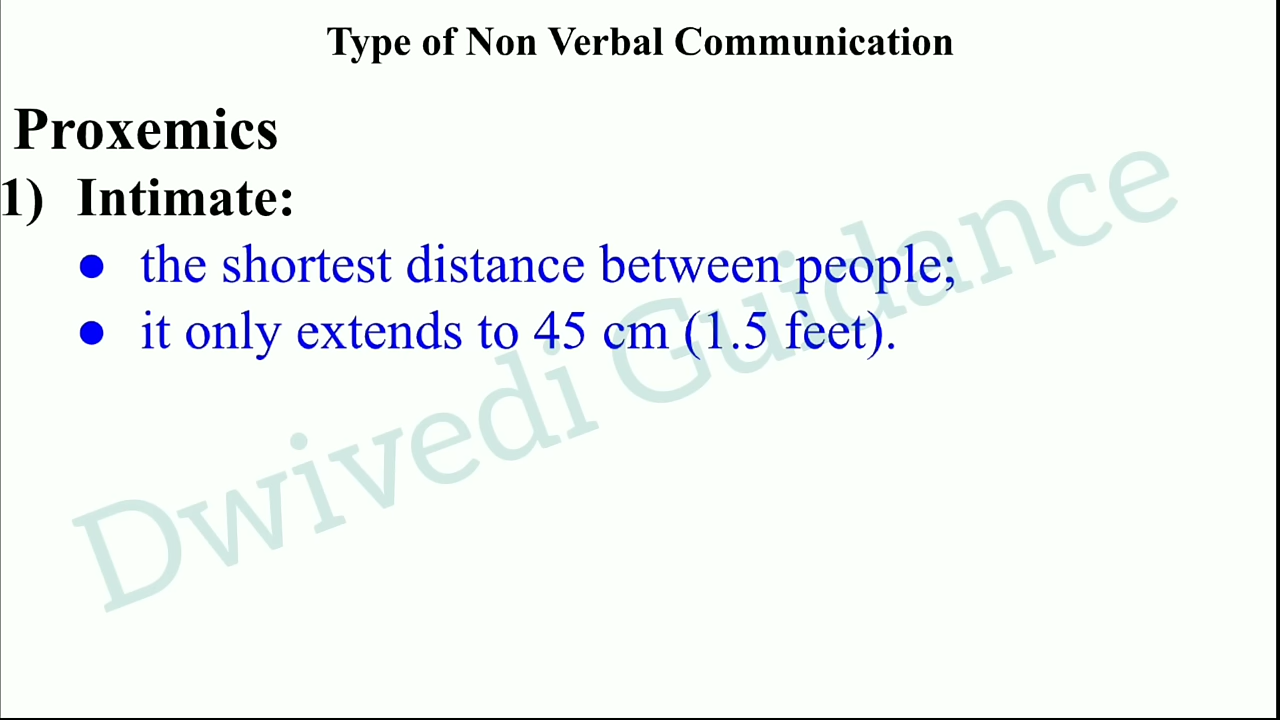 Type of Non Verbal Communication
Proxemics
1) Intimate:
● the shortest distance between people;
● it only extends to 45 cm (1.5 feet).
Dwivedi Guidance